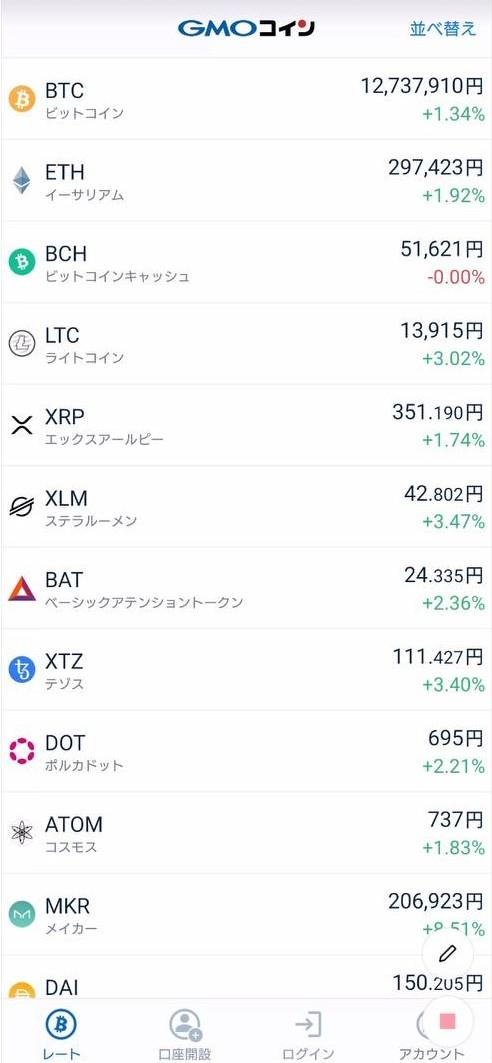 GMOコイン 並べ替え
BTC 12,737,910円
ビットコイン +1.34%
ETH 297,423円
イーサリアム +1.92%
BCH 51,621円
ビットコインキャッシュ -0.00%
LTC 13,915円
ライトコイン +3.02%
XRP 351.190円
エックスアールピー +1.74%
XLM 42.802円
ステラルーメン +3.47%
BAT 24.335円
ベーシックアテンショントークン +2.36%
XTZ 111.427円
テゾス +3.40%
DOT 695円
ポルカドット +2.21%
ATOM 737円
コスモス +1.83%
MKR 206,923円
メイカー +8.51%
DAI 150.205円
レート 口座開設 ログイン アカウント